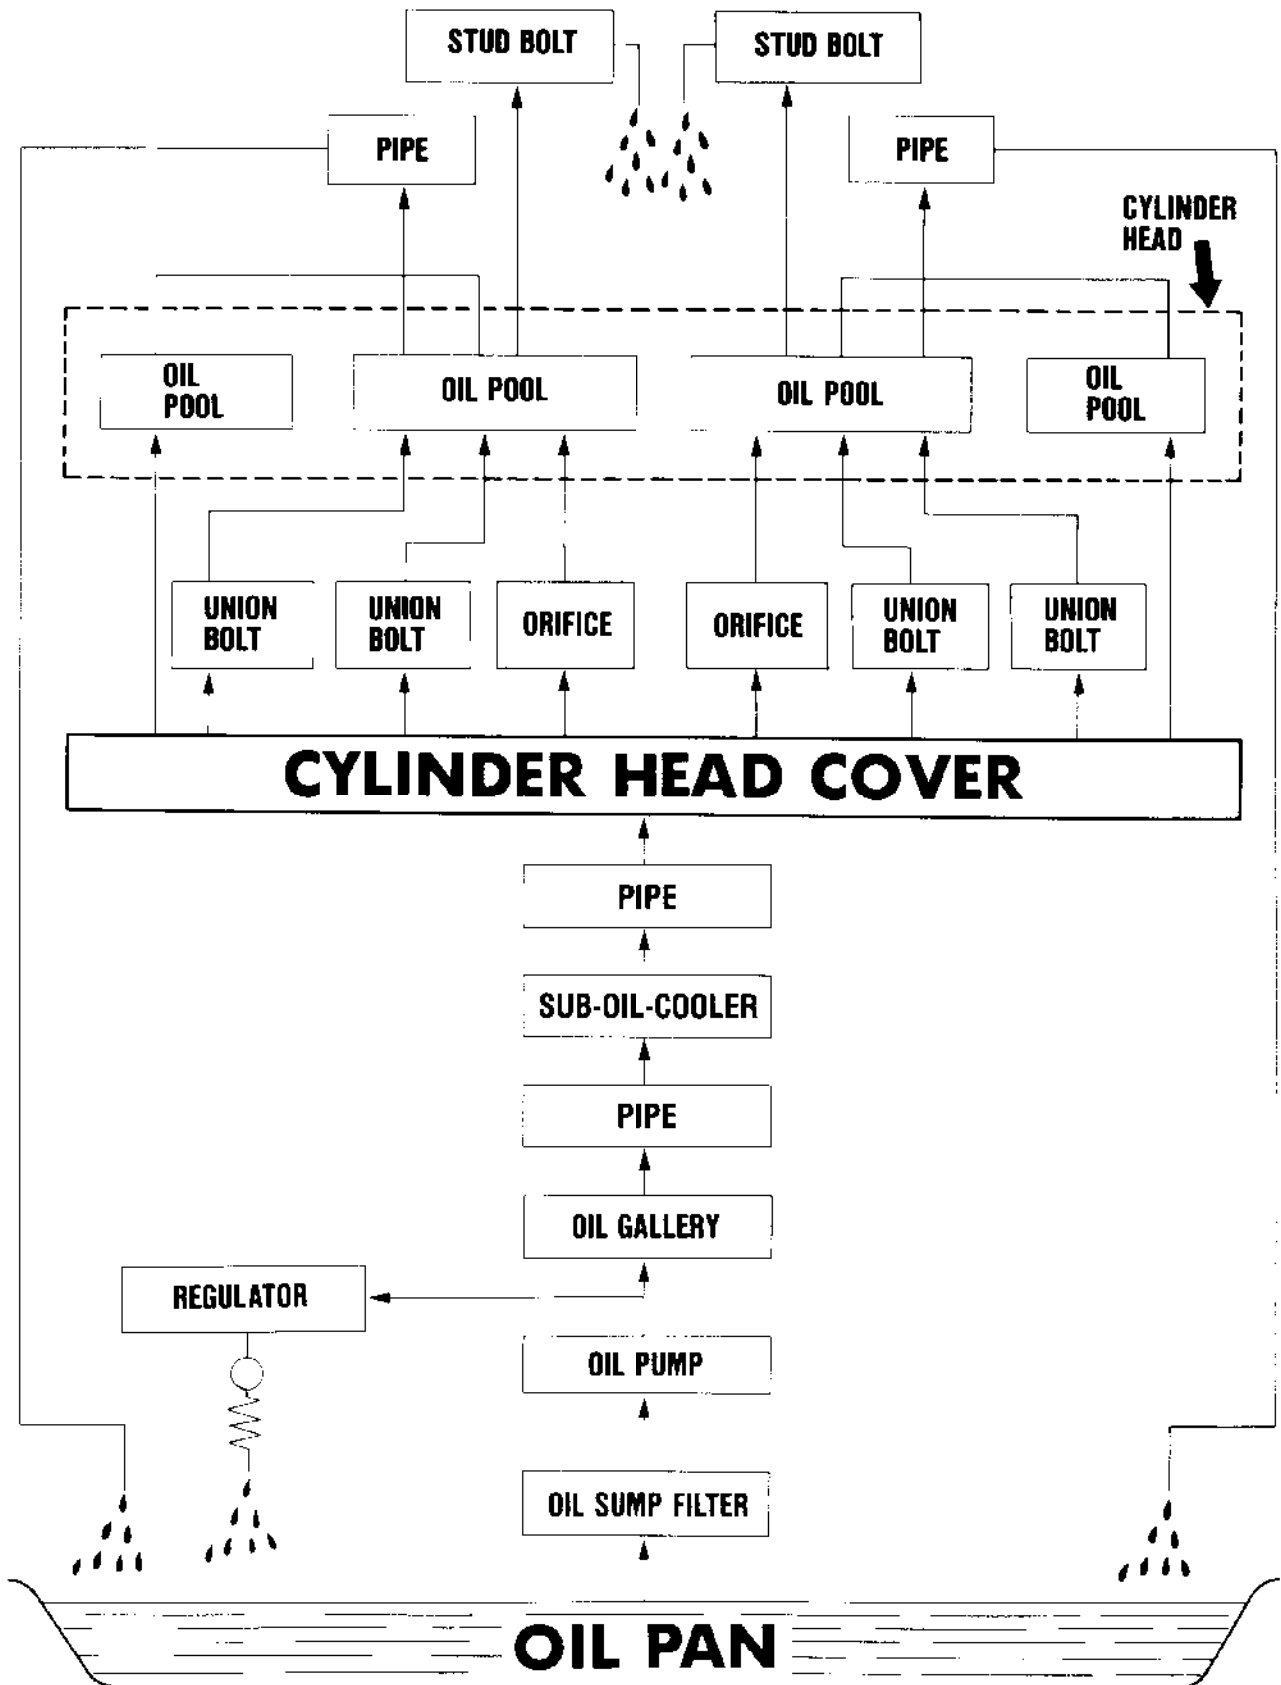 STUD BOLT
STUD BOLT
PIPE
PIPE
CYLINDER
HEAD
OIL
POOL
OIL POOL
OIL POOL
OIL
POOL
UNION
BOLT
UNION
BOLT
ORIFICE
ORIFICE
UNION
BOLT
UNION
BOLT
CYLINDER HEAD COVER
PIPE
SUB-OIL-COOLER
PIPE
OIL GALLERY
REGULATOR
OIL PUMP
OIL SUMP FILTER
OIL PAN